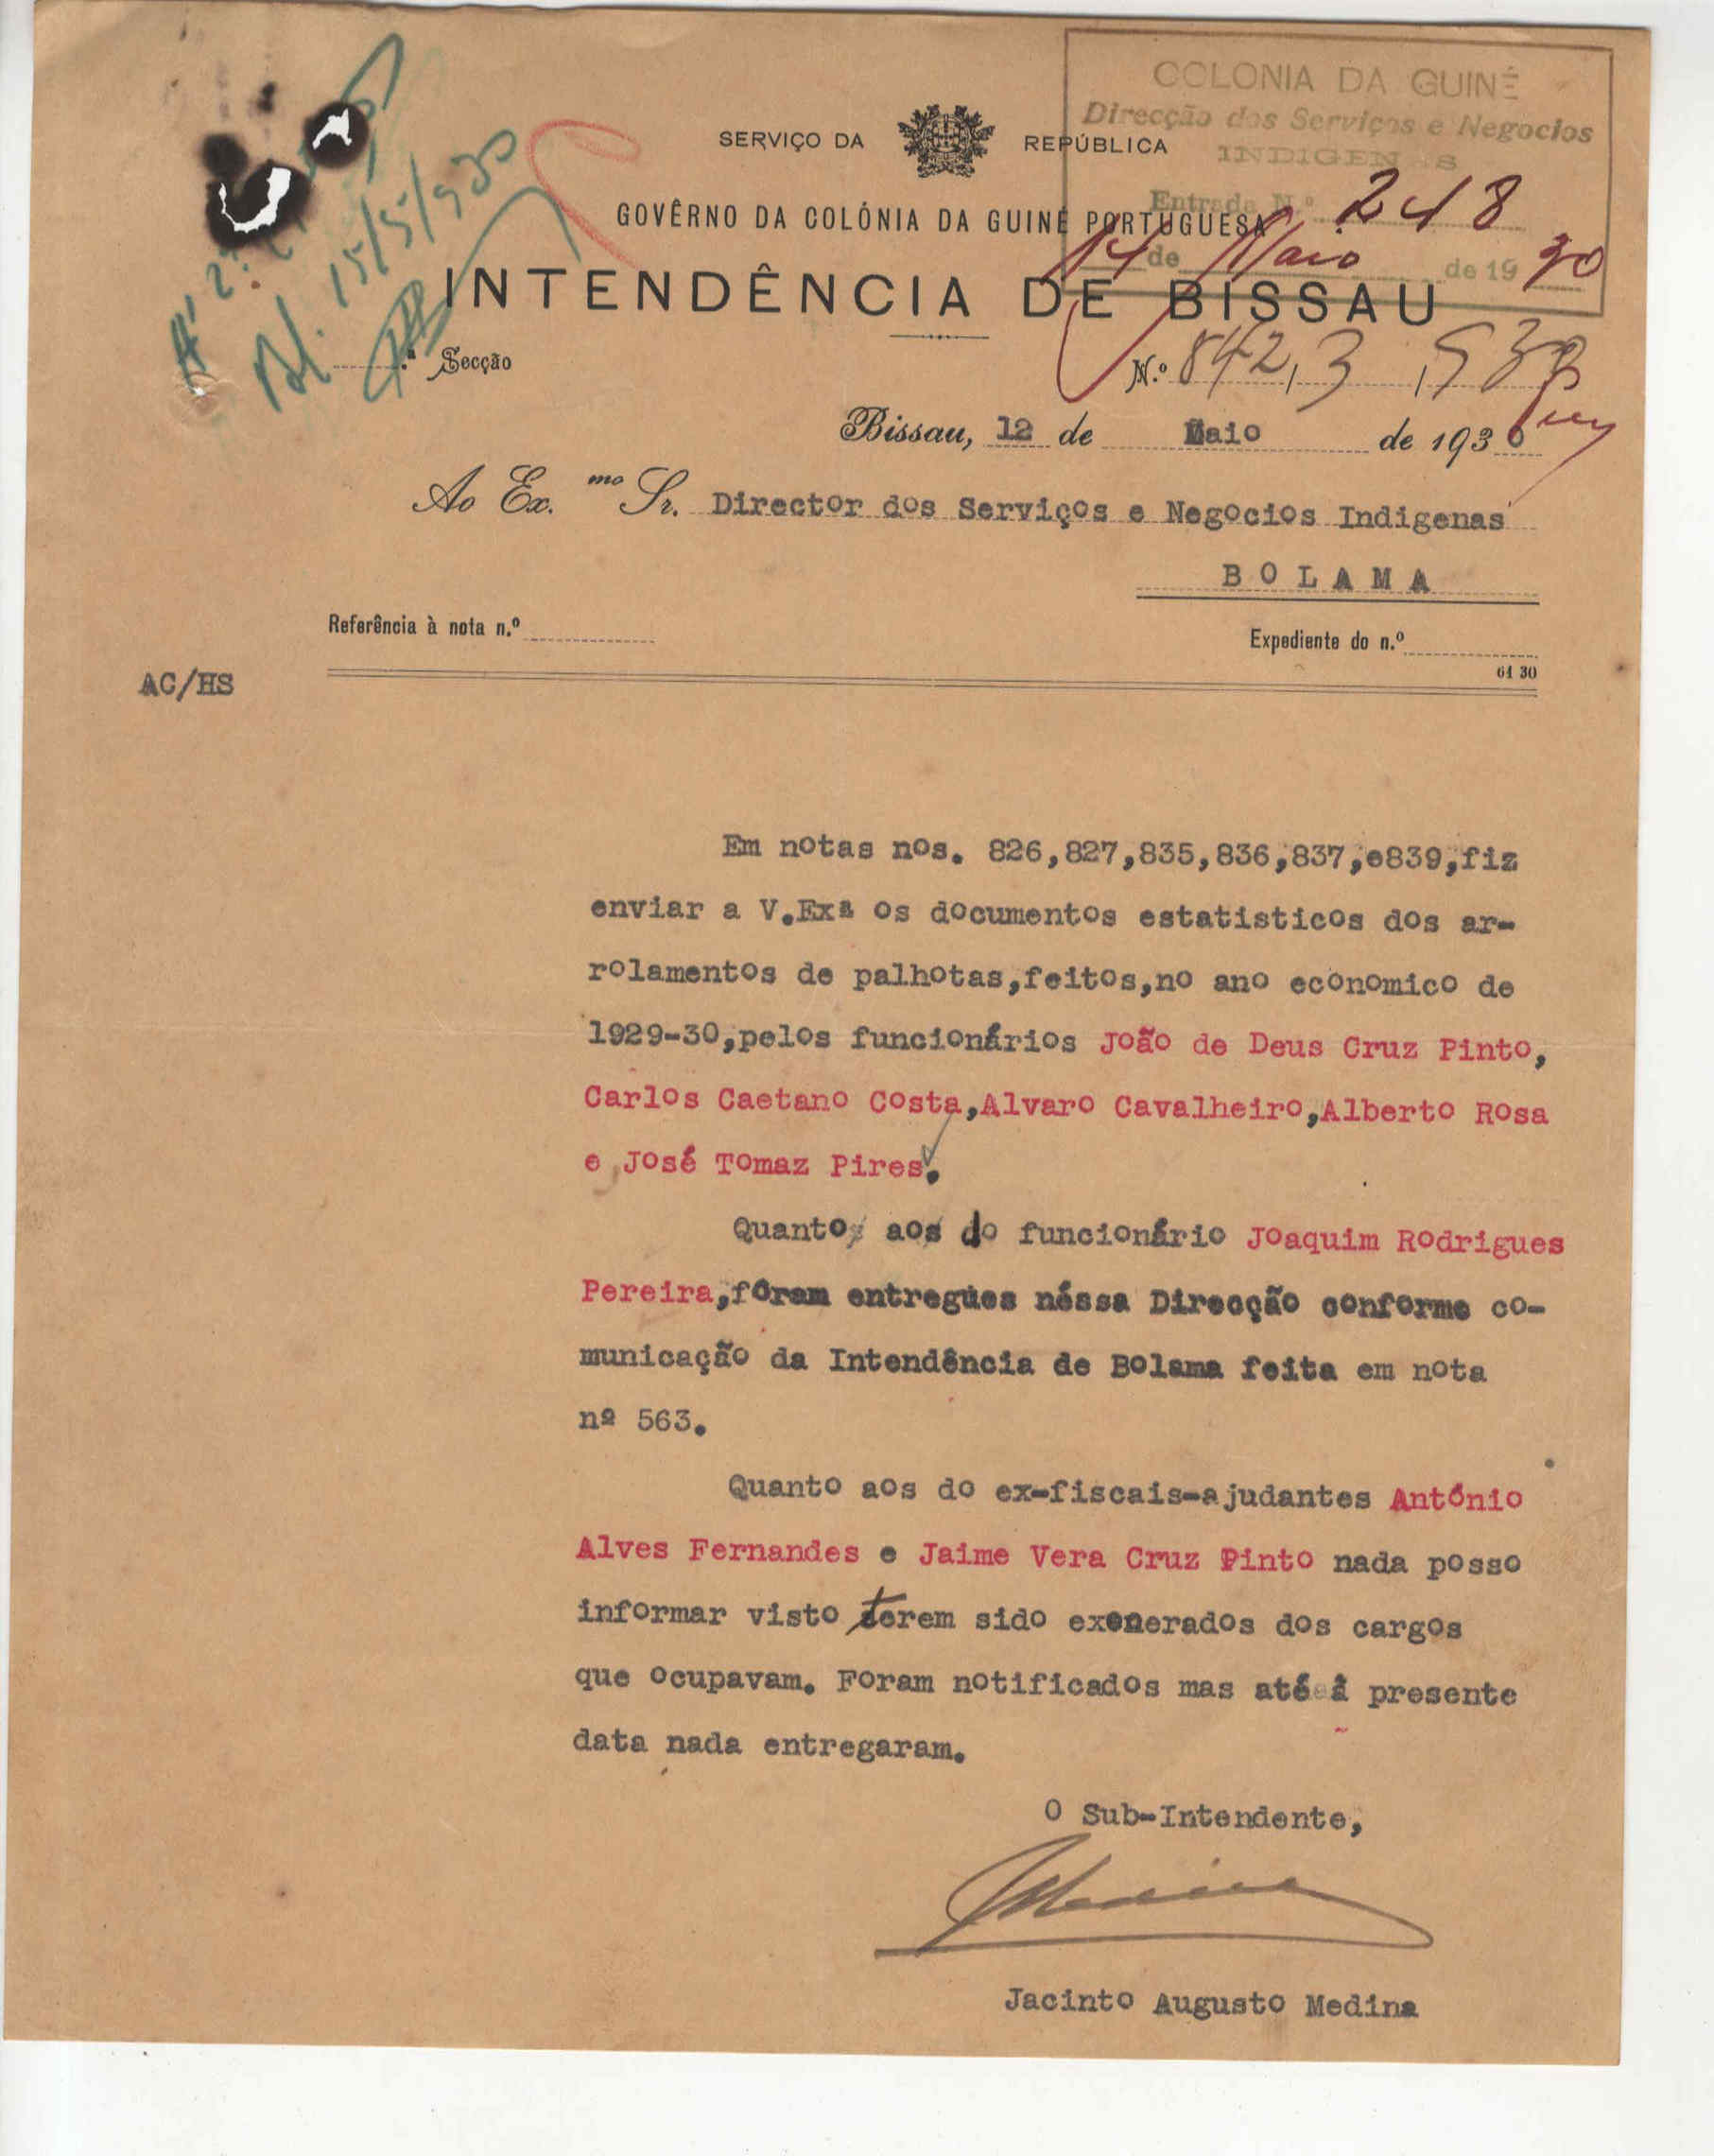 COLONIA DA GUINÉ
Direcção dos Serviços e Negocios
INDIGENAS
Entrada N.º 248
14 de Maio de 1930
SERVIÇO DA REPÚBLICA
GOVÊRNO DA COLÓNIA DA GUINÉ PORTUGUESA
INTENDÊNCIA DE BISSAU
15/5/930
.ª Secção
N.º 842,3
Bissau, 12 de Maio de 1930
Ao Ex.mo Sr. Director dos Serviços e Negocios Indigenas
BOLAMA
Referência à nota n.º
Expediente do n.º
61 30
AC/HS
Em notas nos. 826,827,835,836,837,e839,fiz
enviar a V.Exª os documentos estatisticos dos ar-
rolamentos de palhotas,feitos,no ano economico de
1929-30,pelos funcionários João de Deus Cruz Pinto,
Carlos Caetano Costa,Alvaro Cavalheiro,Alberto Rosa
e José Tomaz Pires.
Quanto aos do funcionário Joaquim Rodrigues
Pereira,fôram entregues néssa Direcção conforme co-
municação da Intendência de Bolama feita em nota
nº 563.
Quanto aos do ex-fiscais-ajudantes António
Alves Fernandes e Jaime Vera Cruz Pinto nada posso
informar visto terem sido exonerados dos cargos
que ocupavam. Foram notificados mas até á presente
data nada entregaram.
O Sub-Intendente,
Medina
Jacinto Augusto Medina